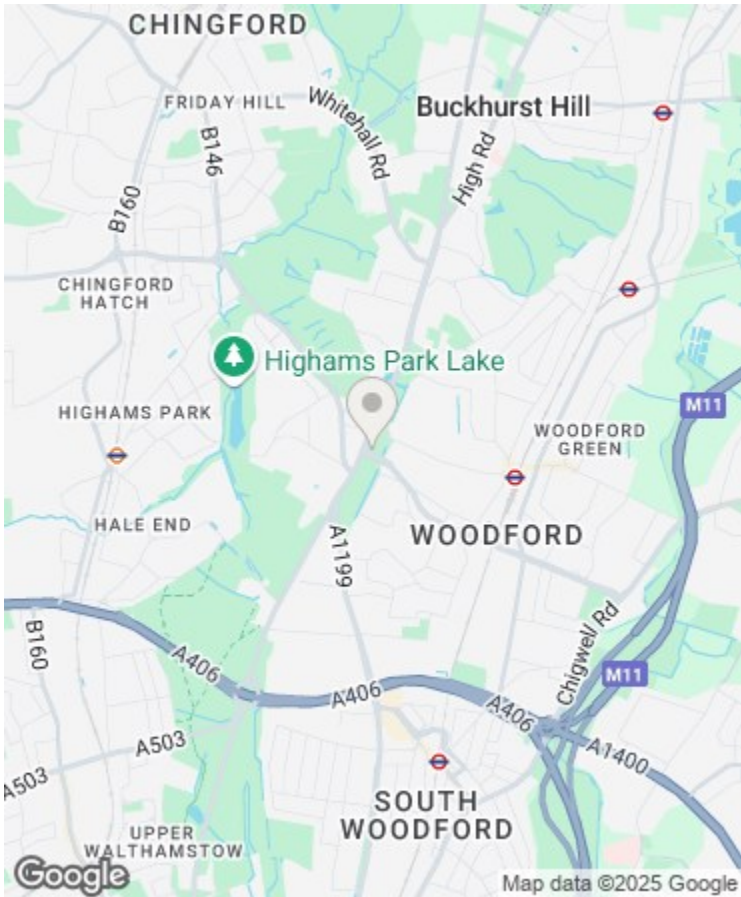 CHINGFORD
FRIDAY HILL
Whitehall Rd
Buckhurst Hill
B146
High Rd
B160
CHINGFORD
HATCH
Highams Park Lake
M11
HIGHAMS PARK
WOODFORD
GREEN
HALE END
WOODFORD
A1199
B160
Chigwell Rd
A406
M11
A406
A406
A503
A1400
A503
SOUTH
WOODFORD
UPPER
WALTHAMSTOW
Google
Map data ©2025 Google